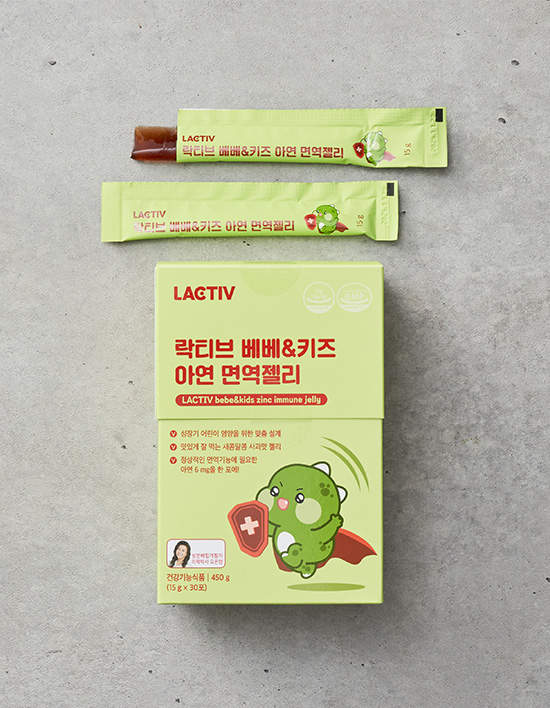 LACTIV
락티브 베베&키즈 아연 면역젤리
15 g
LACTIV
락티브 베베&키즈 아연 면역젤리
15 g
LACTIV
GMP
락티브 베베&키즈
아연 면역젤리
LACTIV bebe&kids zinc immune jelly
성장기 어린이 영양을 위한 맞춤 설계
맛있게 잘 먹는 새콤달콤 사과맛 젤리
정상적인 면역기능에 필요한
아연 6 mg을 한 포에!
건강기능식품 | 450 g
(15 g × 30포)